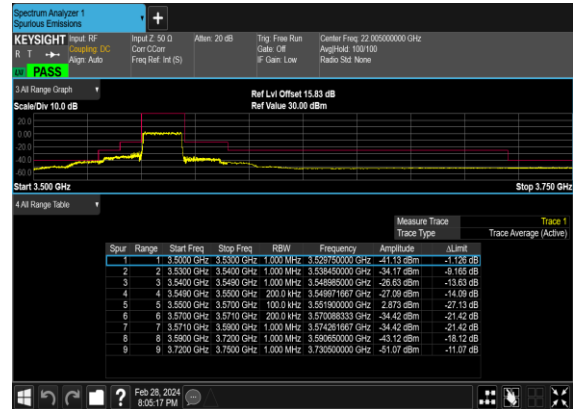 Spectrum Analyzer 1
Spurious Emissions
KEYSIGHT
R T
Input: RF
Coupling: DC
Align: Auto
Input Z: 50 Ω
Corr CCorr
Freq Ref: Int (S)
Atten: 20 dB
Trig: Free Run
Gate: Off
IF Gain: Low
Center Freq: 22.005000000 GHz
Avg|Hold: 100/100
Radio Std: None
PASS
3 All Range Graph
Scale/Div 10.0 dB
Ref Lvl Offset 15.83 dB
Ref Value 30.00 dBm
20.0
0.00
-20.0
-40.0
-60.0
Start 3.500 GHz
Stop 3.750 GHz
4 All Range Table
Measure Trace Trace 1
Trace Type Trace Average (Active)
Spur Range Start Freq Stop Freq RBW Frequency Amplitude ΔLimit
1 1 3.5000 GHz 3.5300 GHz 1.000 MHz 3.529750000 GHz -41.13 dBm -1.126 dB
2 2 3.5300 GHz 3.5400 GHz 1.000 MHz 3.538450000 GHz -34.17 dBm -9.165 dB
3 3 3.5400 GHz 3.5490 GHz 1.000 MHz 3.548985000 GHz -26.63 dBm -13.63 dB
4 4 3.5490 GHz 3.5500 GHz 200.0 kHz 3.549971667 GHz -27.09 dBm -14.09 dB
5 5 3.5500 GHz 3.5700 GHz 100.0 kHz 3.551900000 GHz 2.873 dBm -27.13 dB
6 6 3.5700 GHz 3.5710 GHz 200.0 kHz 3.570088333 GHz -34.42 dBm -21.42 dB
7 7 3.5710 GHz 3.5900 GHz 1.000 MHz 3.574261667 GHz -34.42 dBm -21.42 dB
8 8 3.5900 GHz 3.7200 GHz 1.000 MHz 3.590650000 GHz -43.12 dBm -18.12 dB
9 9 3.7200 GHz 3.7500 GHz 1.000 MHz 3.730500000 GHz -51.07 dBm -11.07 dB
?
Feb 28, 2024
8:05:17 PM